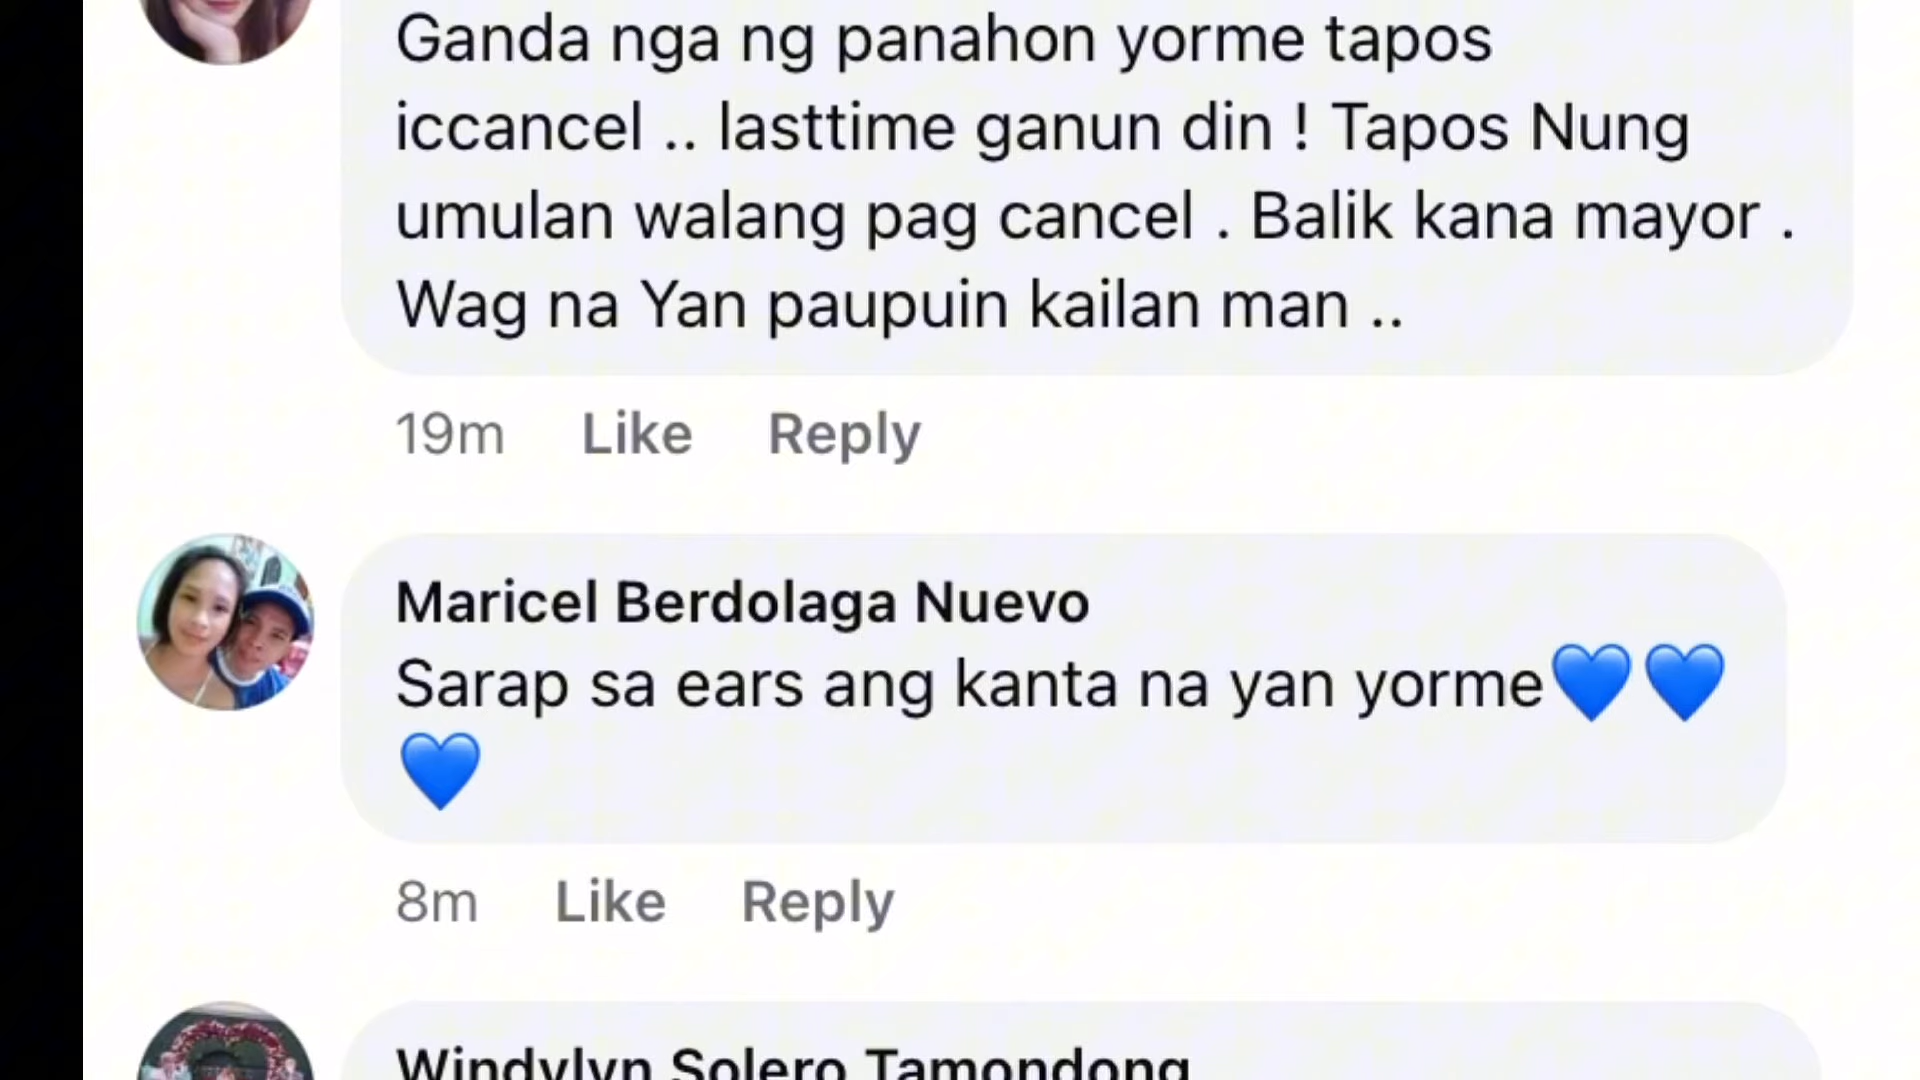 Ganda nga ng panahon yorme tapos
iccancel .. lasttime ganun din ! Tapos Nung
umulan walang pag cancel . Balik kana mayor .
Wag na Yan paupuin kailan man ..
19m Like Reply
Maricel Berdolaga Nuevo
Sarap sa ears ang kanta na yan yorme💙💙
💙
8m Like Reply
Windylyn Solero Tamondong